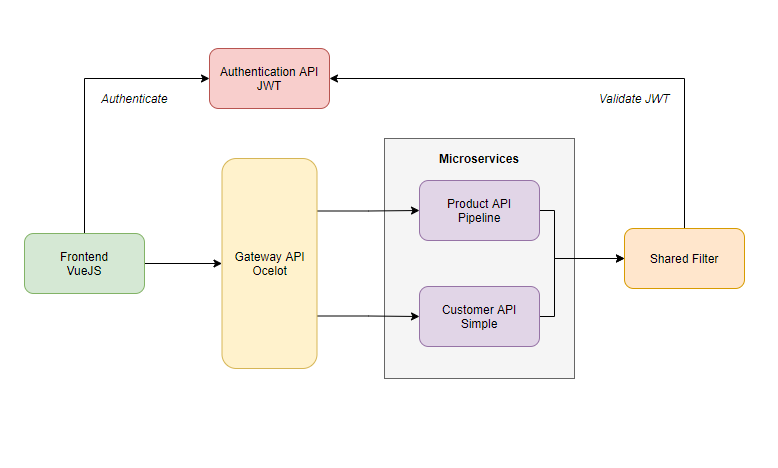 Authentication API
JWT
Authenticate
Validate JWT
Microservices
Product API
Pipeline
Frontend
VueJS
Gateway API
Ocelot
Shared Filter
Customer API
Simple